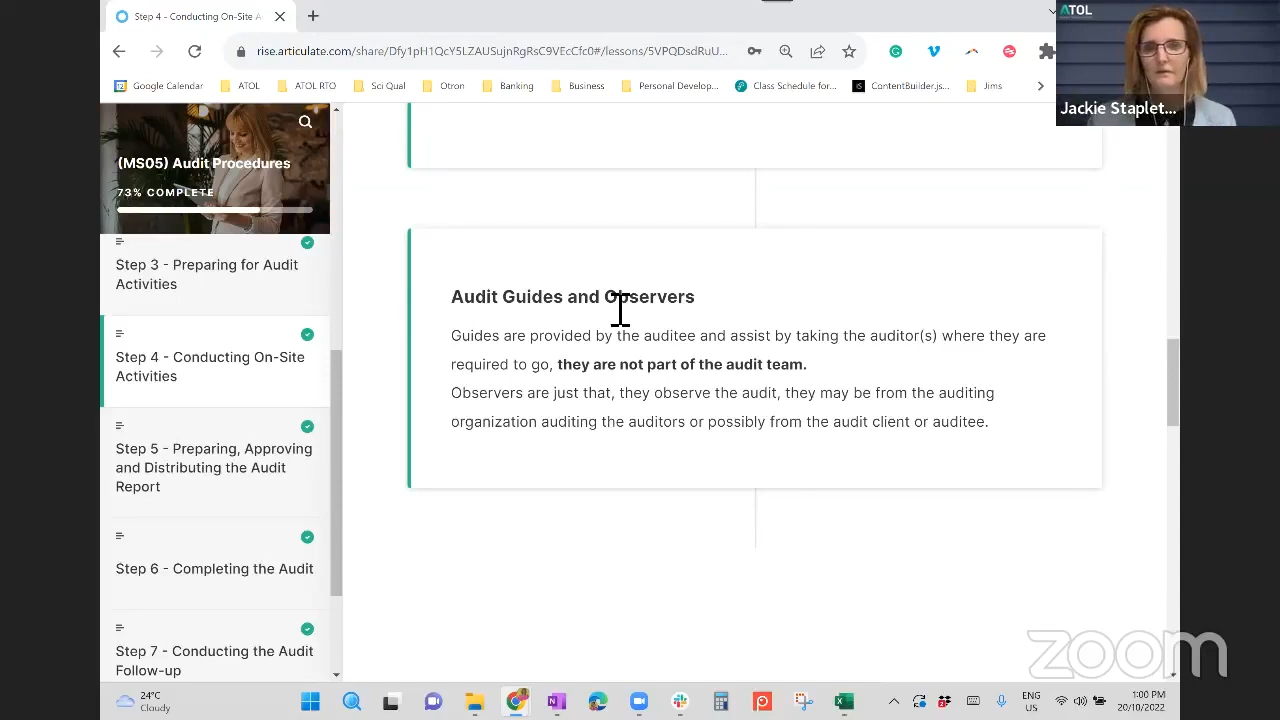 Step 4 - Conducting On-Site A
ATOL
rise.articulate.com/share/Dfy1pH1QcY5LZAtSujnRgRsC9VEcCfc0#/lessons/5VPQDsdRuU...
Google Calendar
ATOL
ATOL RTO
Sci Qual
Otron
Banking
Business
Personal Develop...
Class Schedule for...
ContentBuilder.js...
Jims
Jackie Staplet...
(MS05) Audit Procedures
73% COMPLETE
Step 3 - Preparing for Audit
Activities
Step 4 - Conducting On-Site
Activities
Step 5 - Preparing, Approving
and Distributing the Audit
Report
Step 6 - Completing the Audit
Step 7 - Conducting the Audit
Follow-up
Audit Guides and Observers
Guides are provided by the auditee and assist by taking the auditor(s) where they are
required to go, they are not part of the audit team.
Observers are just that, they observe the audit, they may be from the auditing
organization auditing the auditors or possibly from the audit client or auditee.
zoom
24°C
Cloudy
ENG
US
1:00 PM
20/10/2022